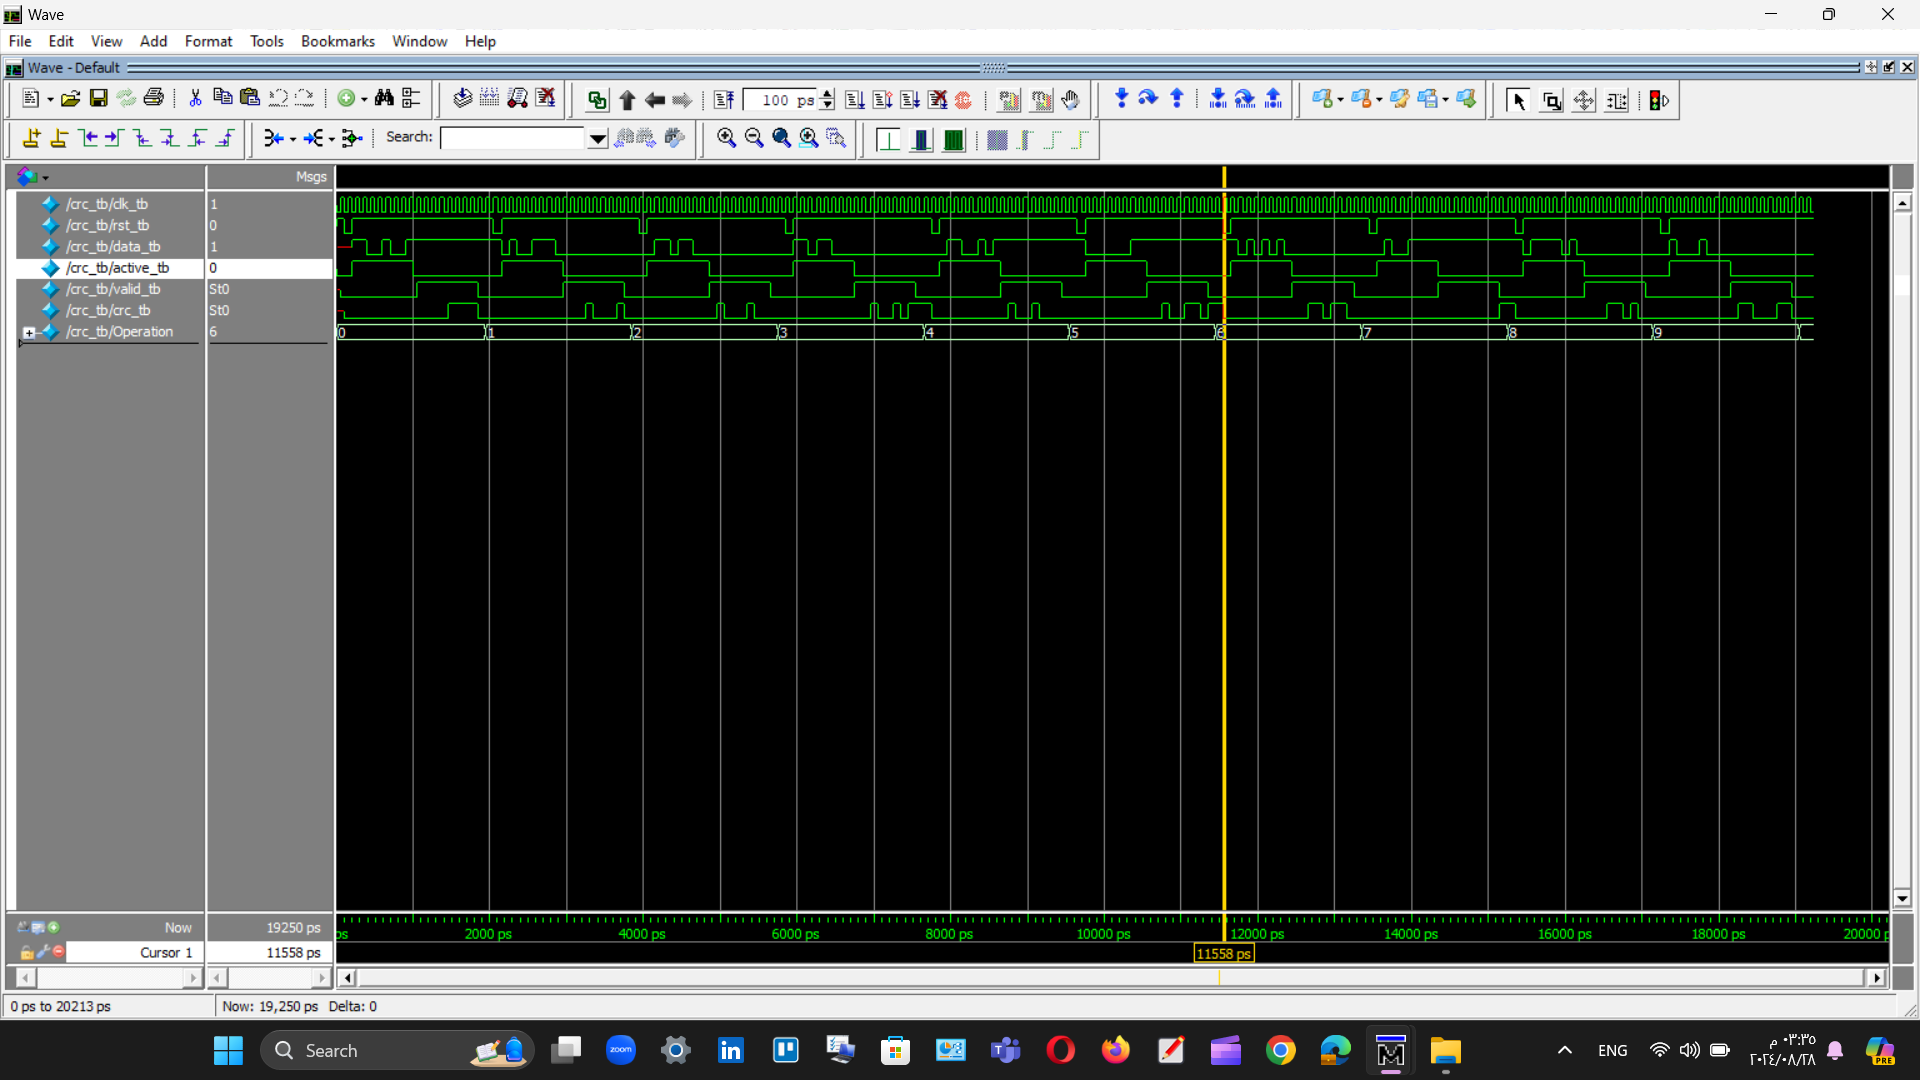 Wave
File Edit View Add Format Tools Bookmarks Window Help
Wave - Default
100 ps
Search:
Msgs
/crc_tb/clk_tb 1
/crc_tb/rst_tb 0
/crc_tb/data_tb 1
/crc_tb/active_tb 0
/crc_tb/valid_tb St0
/crc_tb/crc_tb St0
/crc_tb/Operation 6 0 1 2 3 4 5 6 7 8 9
Now 19250 ps
ps 2000 ps 4000 ps 6000 ps 8000 ps 10000 ps 12000 ps 14000 ps 16000 ps 18000 ps 20000 p
Cursor 1 11558 ps 11558 ps
0 ps to 20213 ps Now: 19,250 ps Delta: 0
Search zoom ENG ٠٣:٣٥ م
٢٠٢٤/٠٨/٢٨ PRE